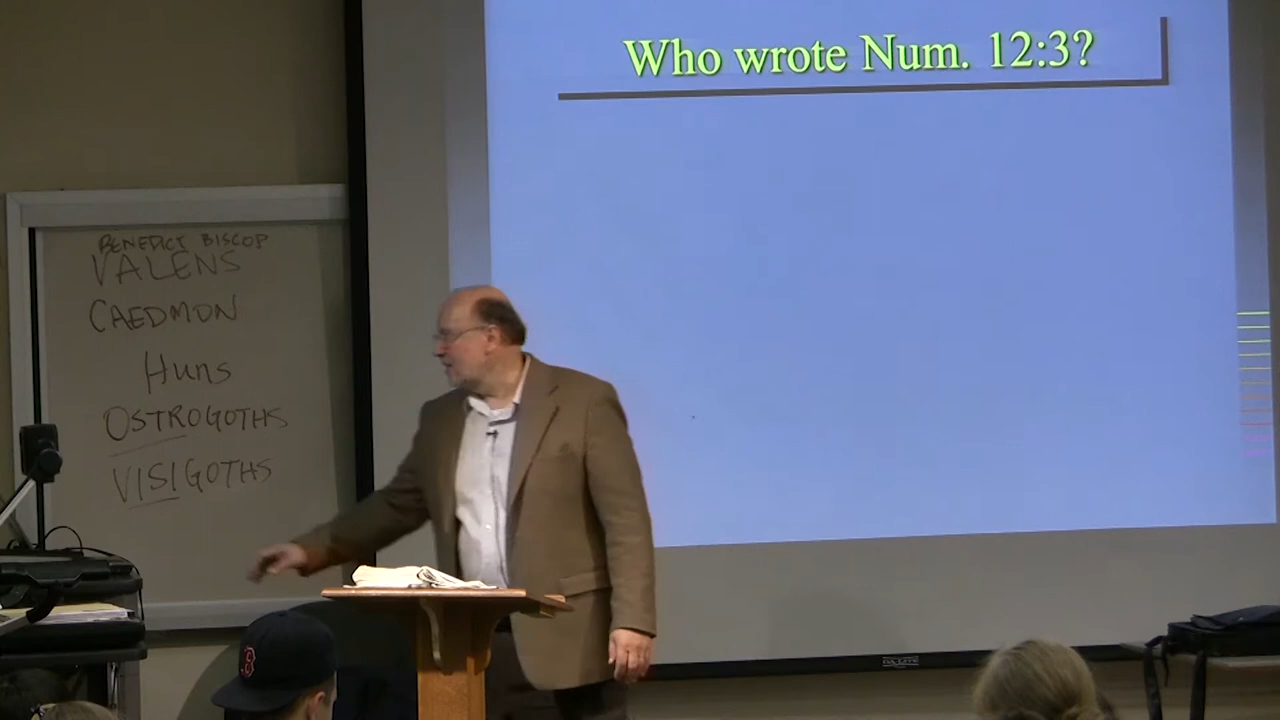 Who wrote Num. 12:3?
BENEDICT BISCOP
VALENS
CAEDMON
Huns
OSTROGOTHS
VISIGOTHS
B